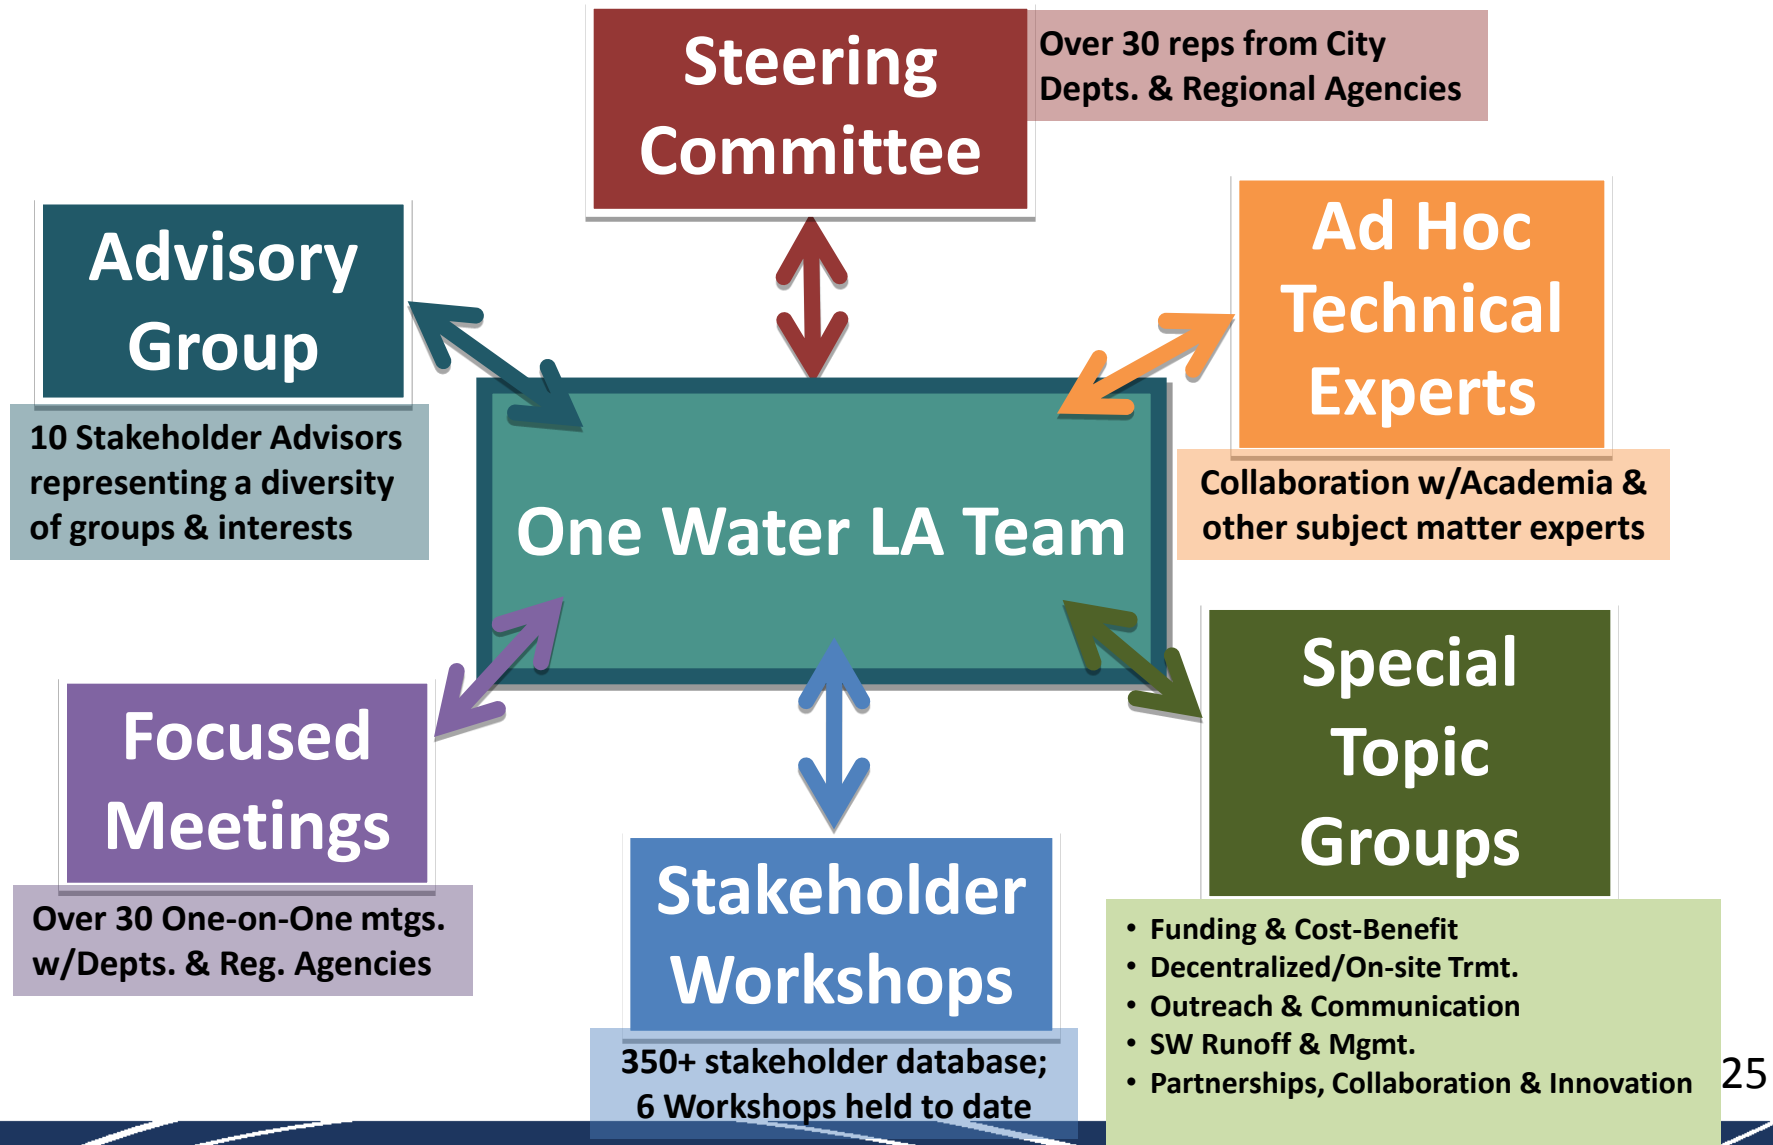 Steering
Committee
Over 30 reps from City
Depts. & Regional Agencies
Advisory
Group
10 Stakeholder Advisors
representing a diversity
of groups & interests
Ad Hoc
Technical
Experts
Collaboration w/Academia &
other subject matter experts
One Water LA Team
Focused
Meetings
Over 30 One-on-One mtgs.
w/Depts. & Reg. Agencies
Stakeholder
Workshops
350+ stakeholder database;
6 Workshops held to date
Special
Topic
Groups
• Funding & Cost-Benefit
• Decentralized/On-site Trmt.
• Outreach & Communication
• SW Runoff & Mgmt.
• Partnerships, Collaboration & Innovation
25